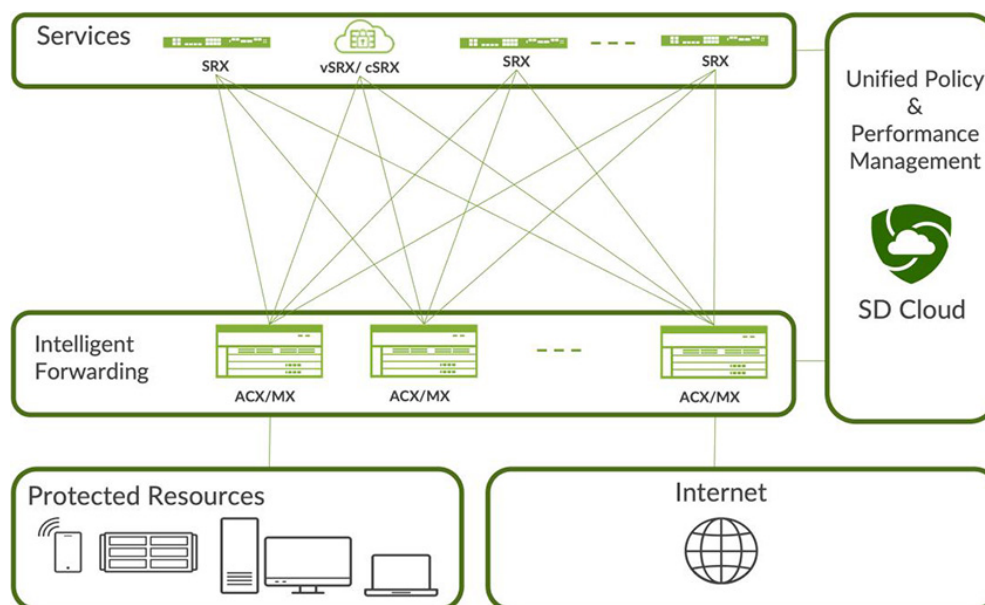 Services
SRX
vSRX/ cSRX
SRX
SRX
Unified Policy
&
Performance
Management
SD Cloud
Intelligent
Forwarding
ACX/MX
ACX/MX
ACX/MX
Protected Resources
Internet